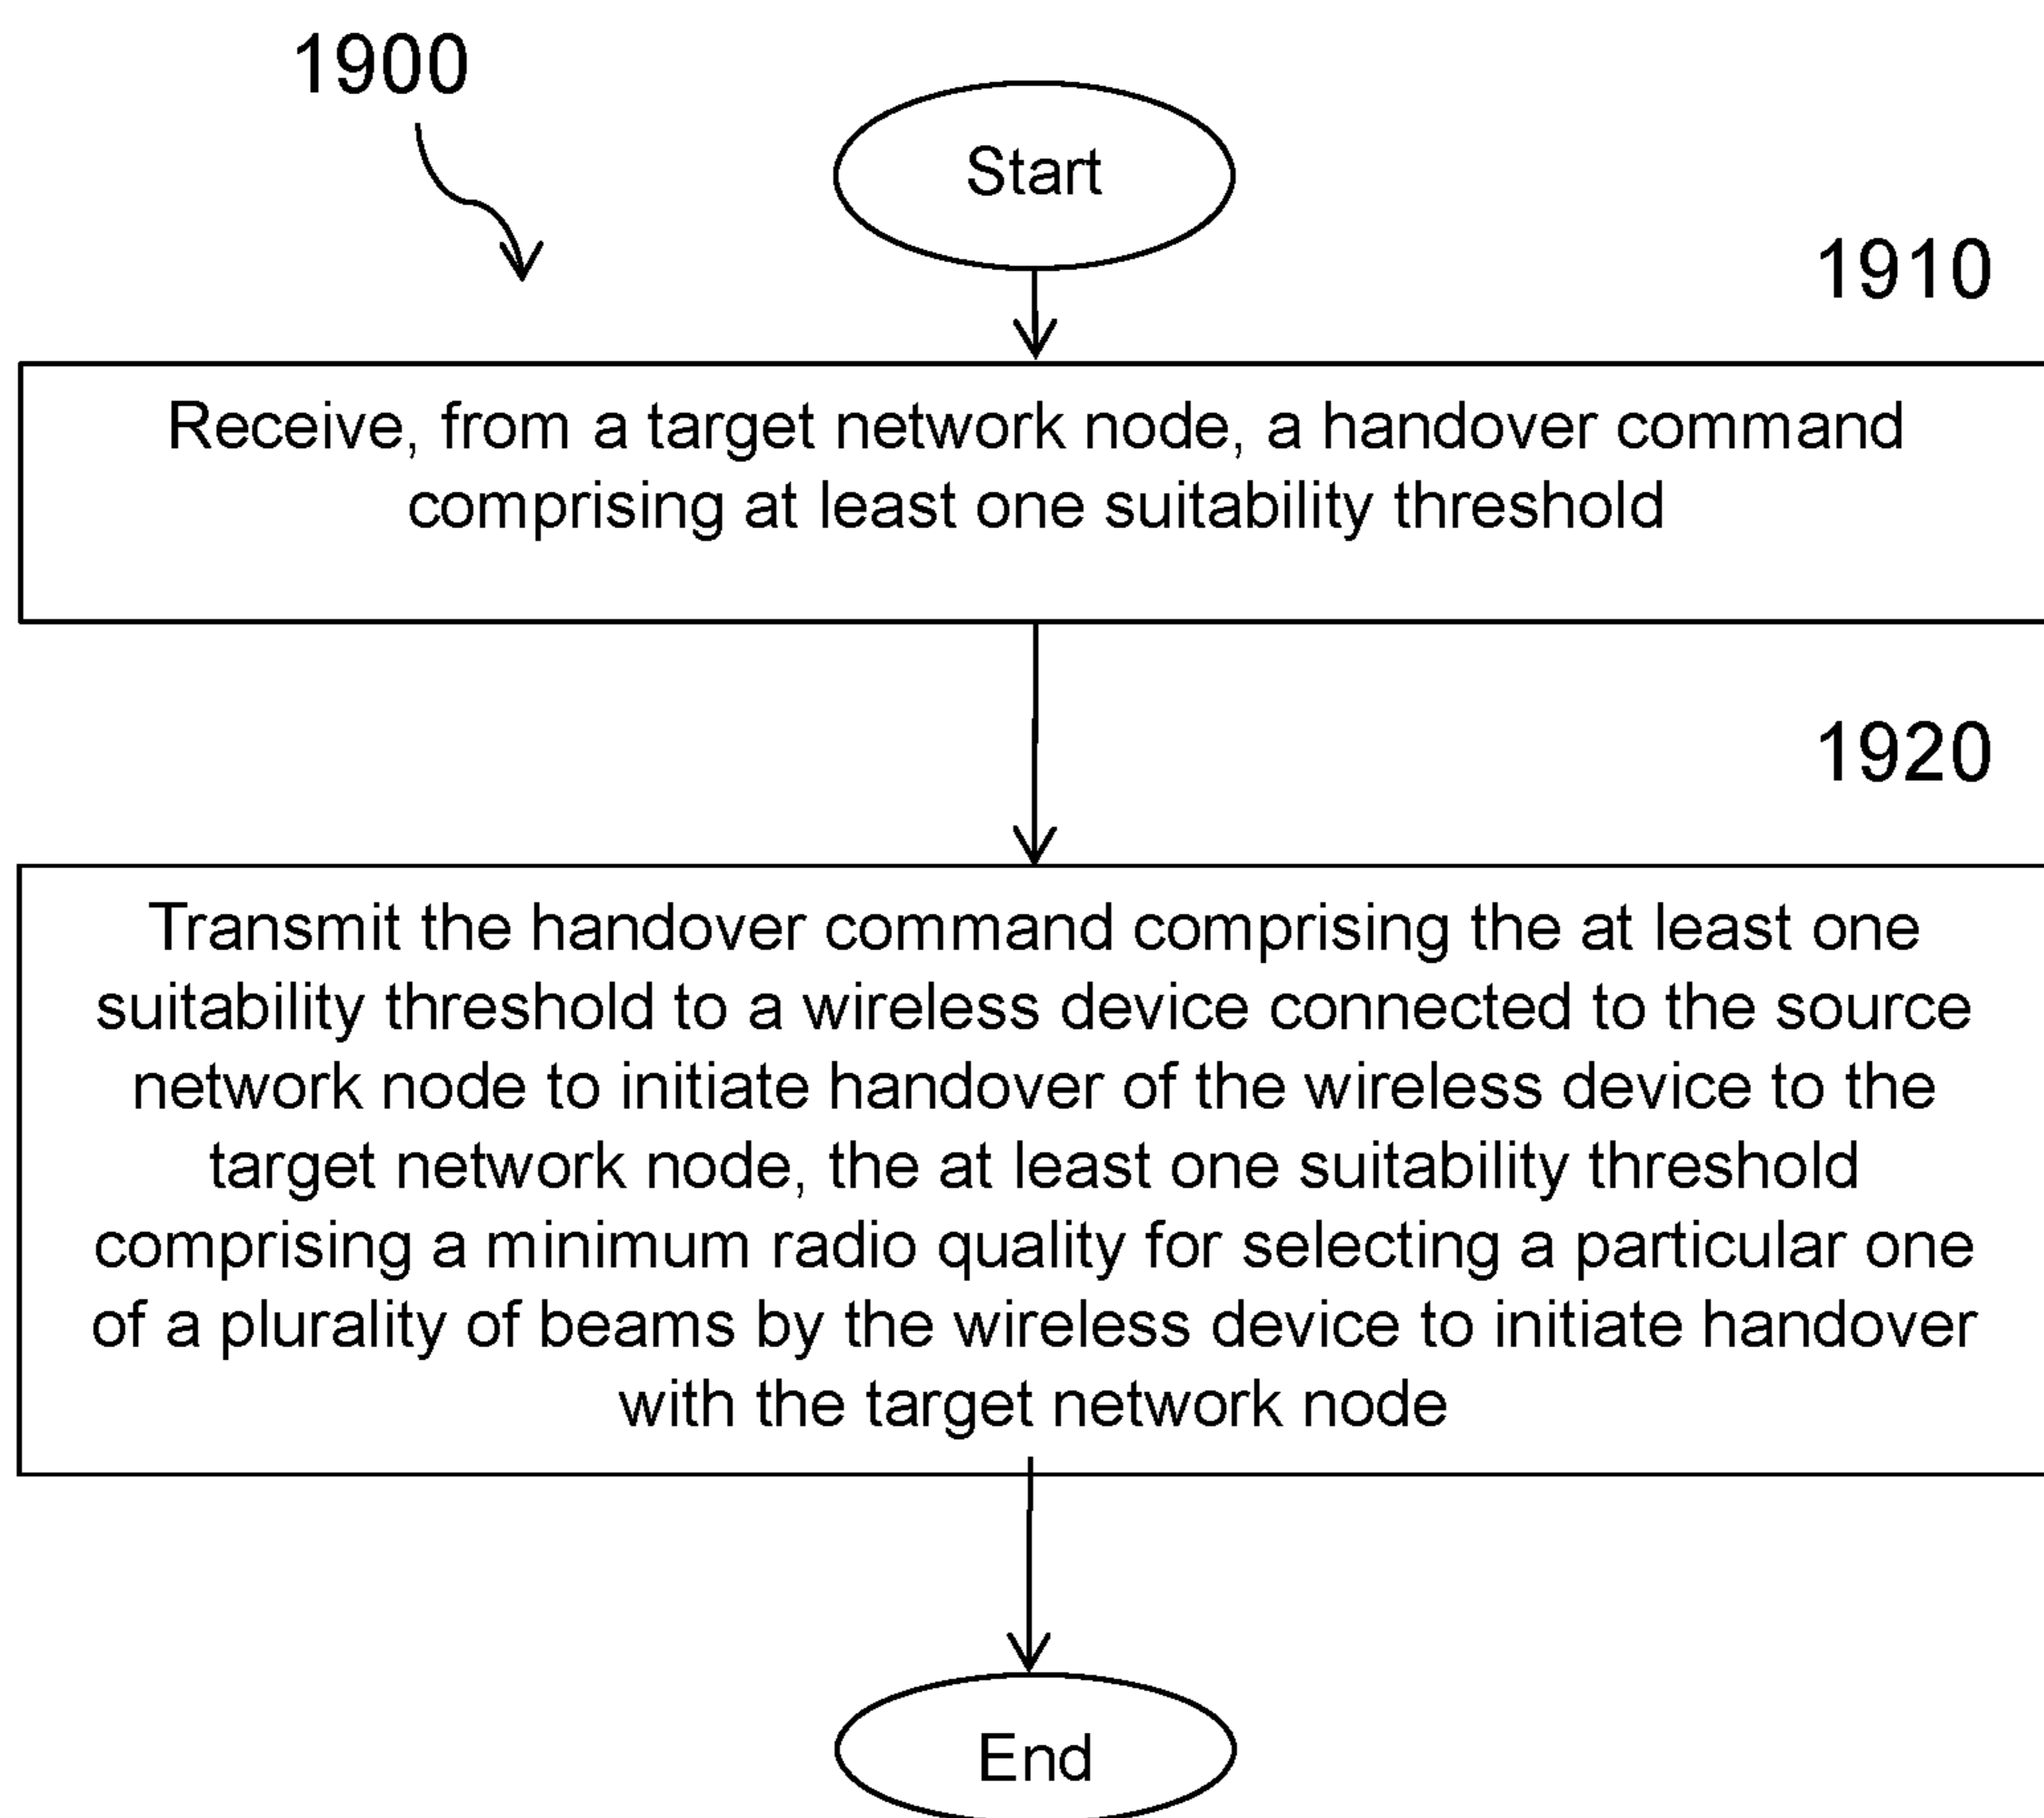 1900
Start
1910
Receive, from a target network node, a handover command
comprising at least one suitability threshold
1920
Transmit the handover command comprising the at least one
suitability threshold to a wireless device connected to the source
network node to initiate handover of the wireless device to the
target network node, the at least one suitability threshold
comprising a minimum radio quality for selecting a particular one
of a plurality of beams by the wireless device to initiate handover
with the target network node
End